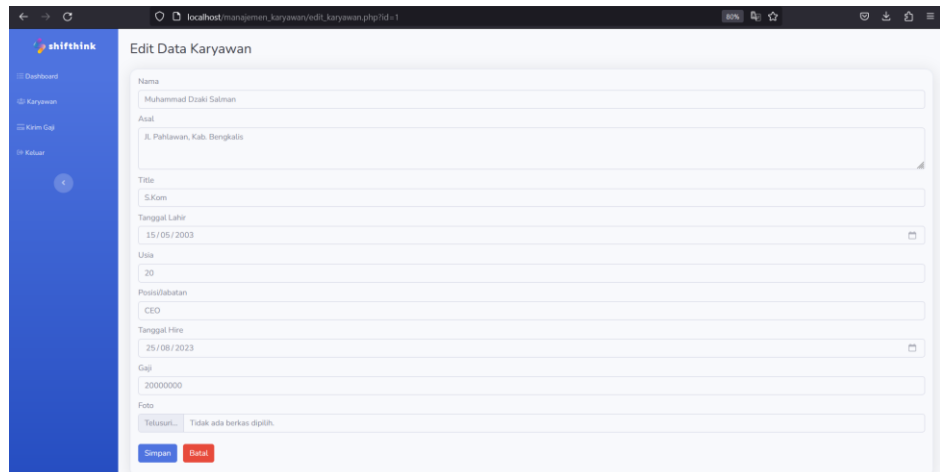 localhost/manajemen_karyawan/edit_karyawan.php?id=1
80%
shifthink
Edit Data Karyawan
Dashboard
Karyawan
Kirim Gaji
Keluar
Nama
Muhammad Dzaki Salman
Asal
Jl. Pahlawan, Kab. Bengkalis
Title
S.Kom
Tanggal Lahir
15/05/2003
Usia
20
Posisi/Jabatan
CEO
Tanggal Hire
25/08/2023
Gaji
20000000
Foto
Telusuri... Tidak ada berkas dipilih.
Simpan Batal